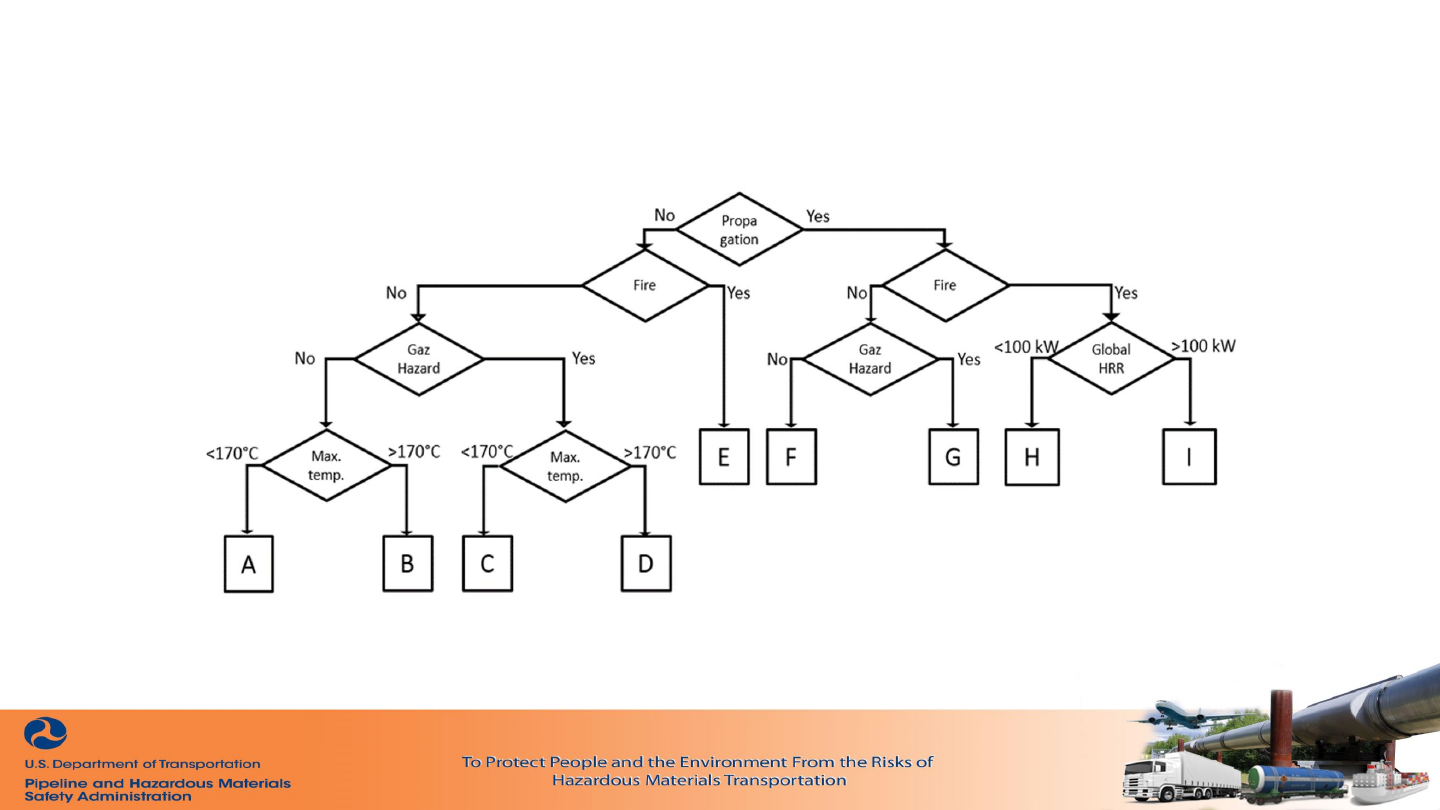 No
Yes
Propa
gation
No
Fire
Yes
No
Fire
Yes
No
Gaz
Hazard
Yes
No
Gaz
Hazard
Yes
<100 kW
Global
HRR
>100 kW
<170°C
Max.
temp.
>170°C
<170°C
Max.
temp.
>170°C
E
F
G
H
I
A
B
C
D
U.S. Department of Transportation
Pipeline and Hazardous Materials
Safety Administration
To Protect People and the Environment From the Risks of
Hazardous Materials Transportation